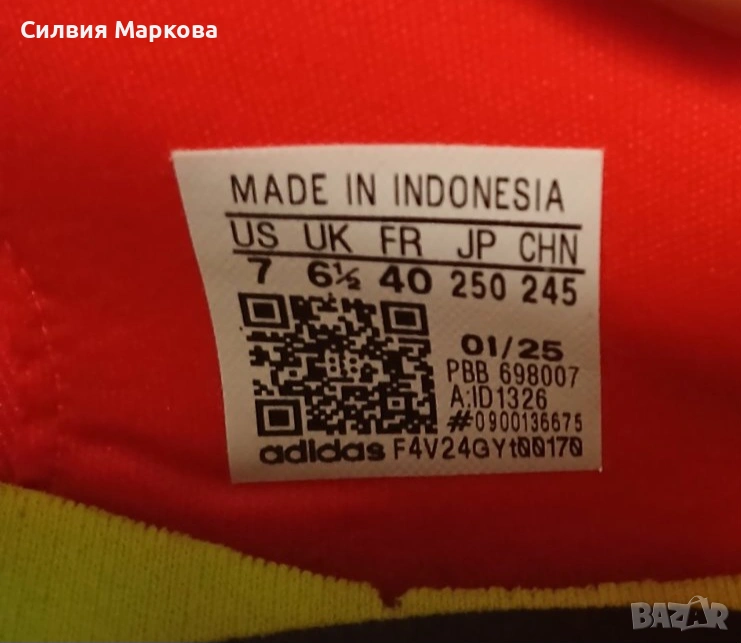 Силвия Маркова
MADE IN INDONESIA
US UK FR JP CHN
7 6½ 40 250 245
01/25
PBB 698007
A:ID1326
#0900136675
adidas F4V24GYt00170
BAZAR